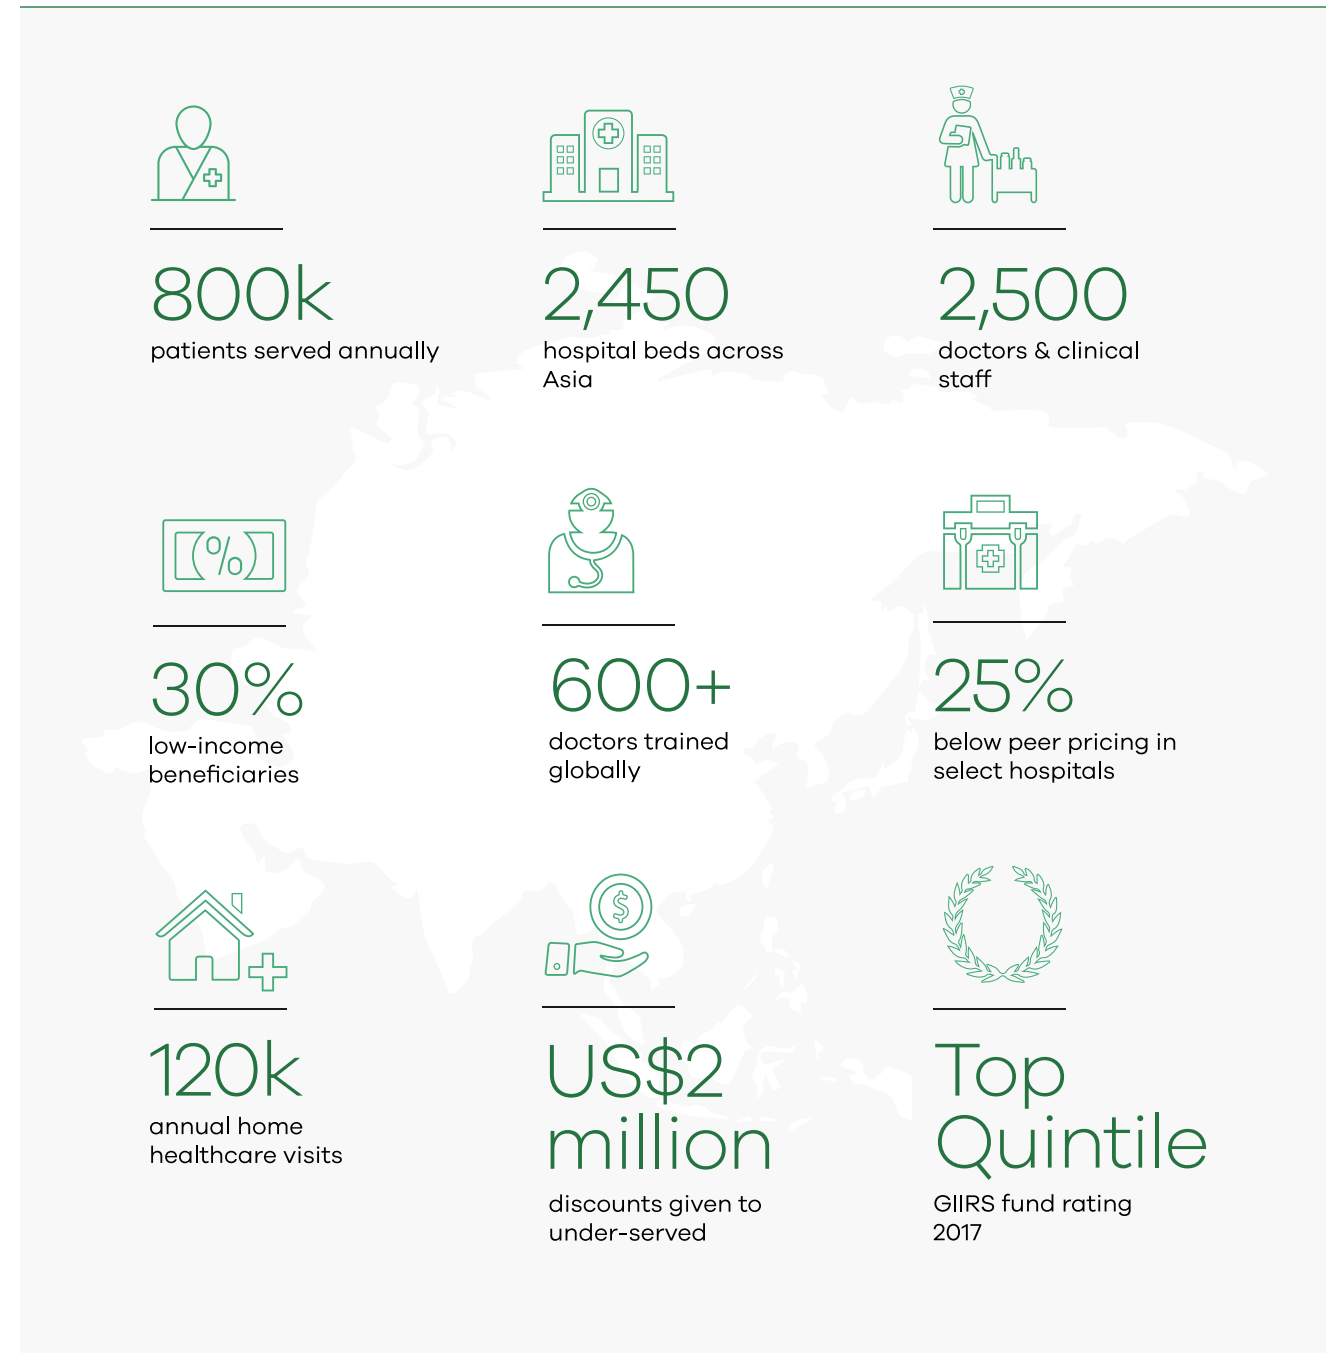 800k
patients served annually
2,450
hospital beds across
Asia
2,500
doctors & clinical
staff
30%
low-income
beneficiaries
600+
doctors trained
globally
25%
below peer pricing in
select hospitals
120k
annual home
healthcare visits
US$2
million
discounts given to
under-served
Top
Quintile
GIIRS fund rating
2017